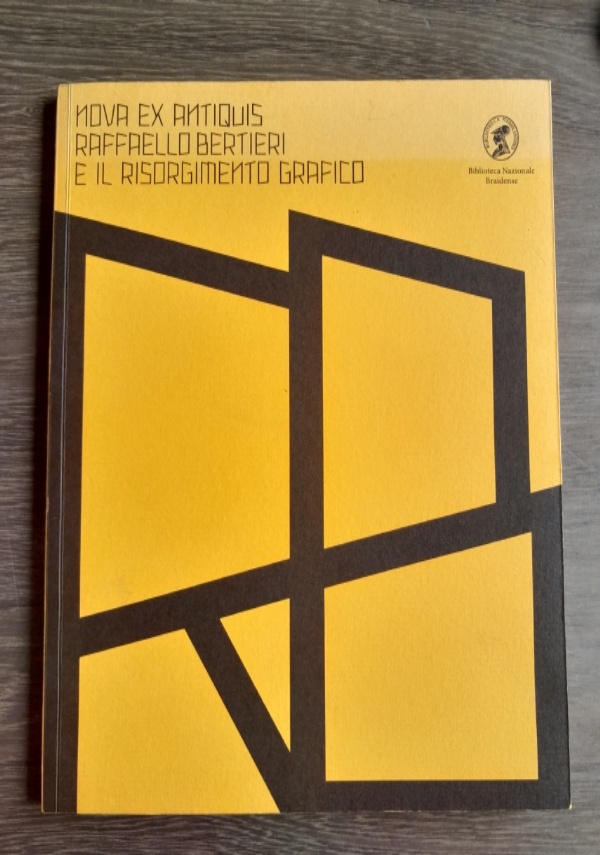 NOVA EX ANTIQUIS
RAFFAELLO BERTIERI
E IL RISORGIMENTO GRAFICO
Biblioteca Nazionale
Braidense